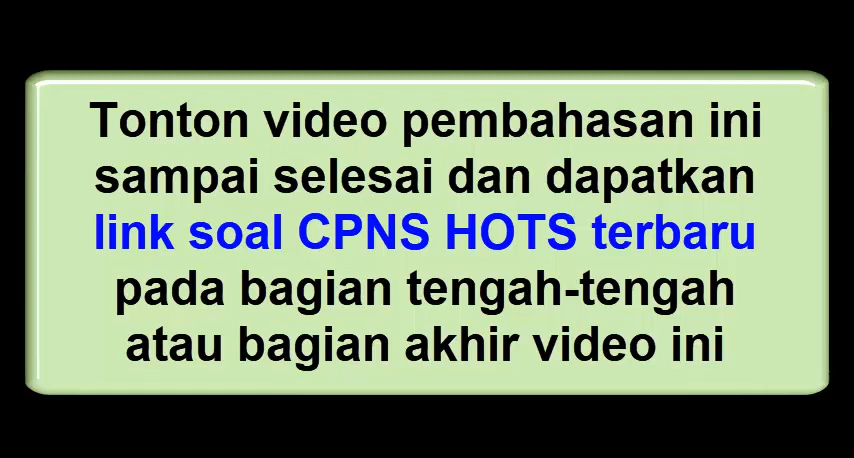 Tonton video pembahasan ini
sampai selesai dan dapatkan
link soal CPNS HOTS terbaru
pada bagian tengah-tengah
atau bagian akhir video ini